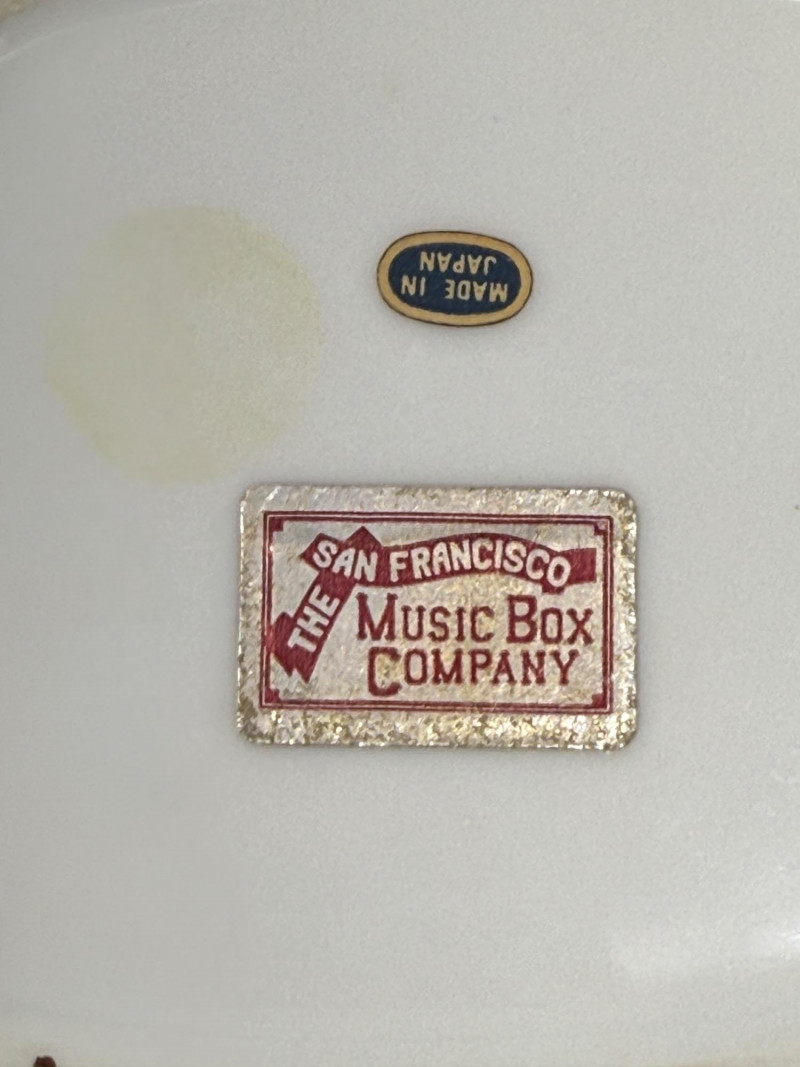 MADE IN
JAPAN
THE SAN FRANCISCO
MUSIC BOX
COMPANY